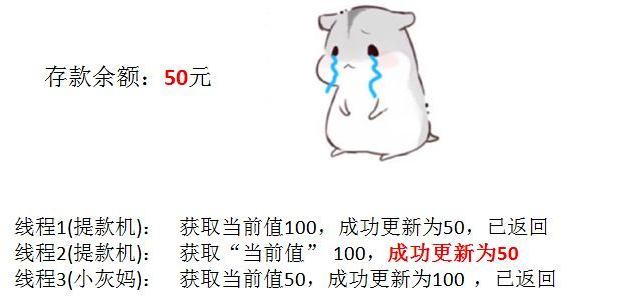 存款余额：50元
线程1(提款机)： 获取当前值100，成功更新为50，已返回
线程2(提款机)： 获取“当前值” 100，成功更新为50
线程3(小灰妈)： 获取当前值50，成功更新为100 ，已返回